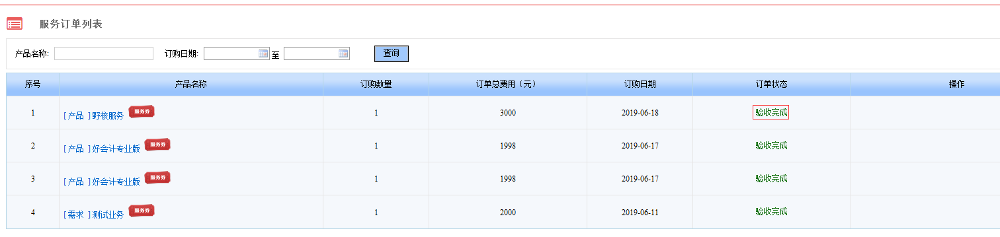 服务订单列表
产品名称: 订购日期: 至 查询
序号 产品名称 订购数量 订单总费用（元） 订购日期 订单状态 操作
1 [ 产品 ]野核服务 服务券 1 3000 2019-06-18 验收完成
2 [ 产品 ]好会计专业版 服务券 1 1998 2019-06-17 验收完成
3 [ 产品 ]好会计专业版 服务券 1 1998 2019-06-17 验收完成
4 [ 需求 ]测试业务 服务券 1 2000 2019-06-11 验收完成